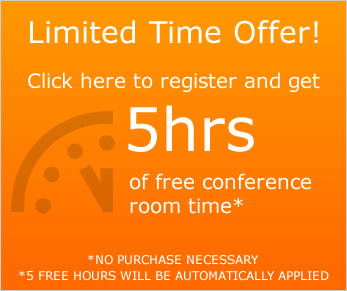 Limited Time Offer!
Click here to register and get
5hrs
of free conference
room time*
*NO PURCHASE NECESSARY
*5 FREE HOURS WILL BE AUTOMATICALLY APPLIED